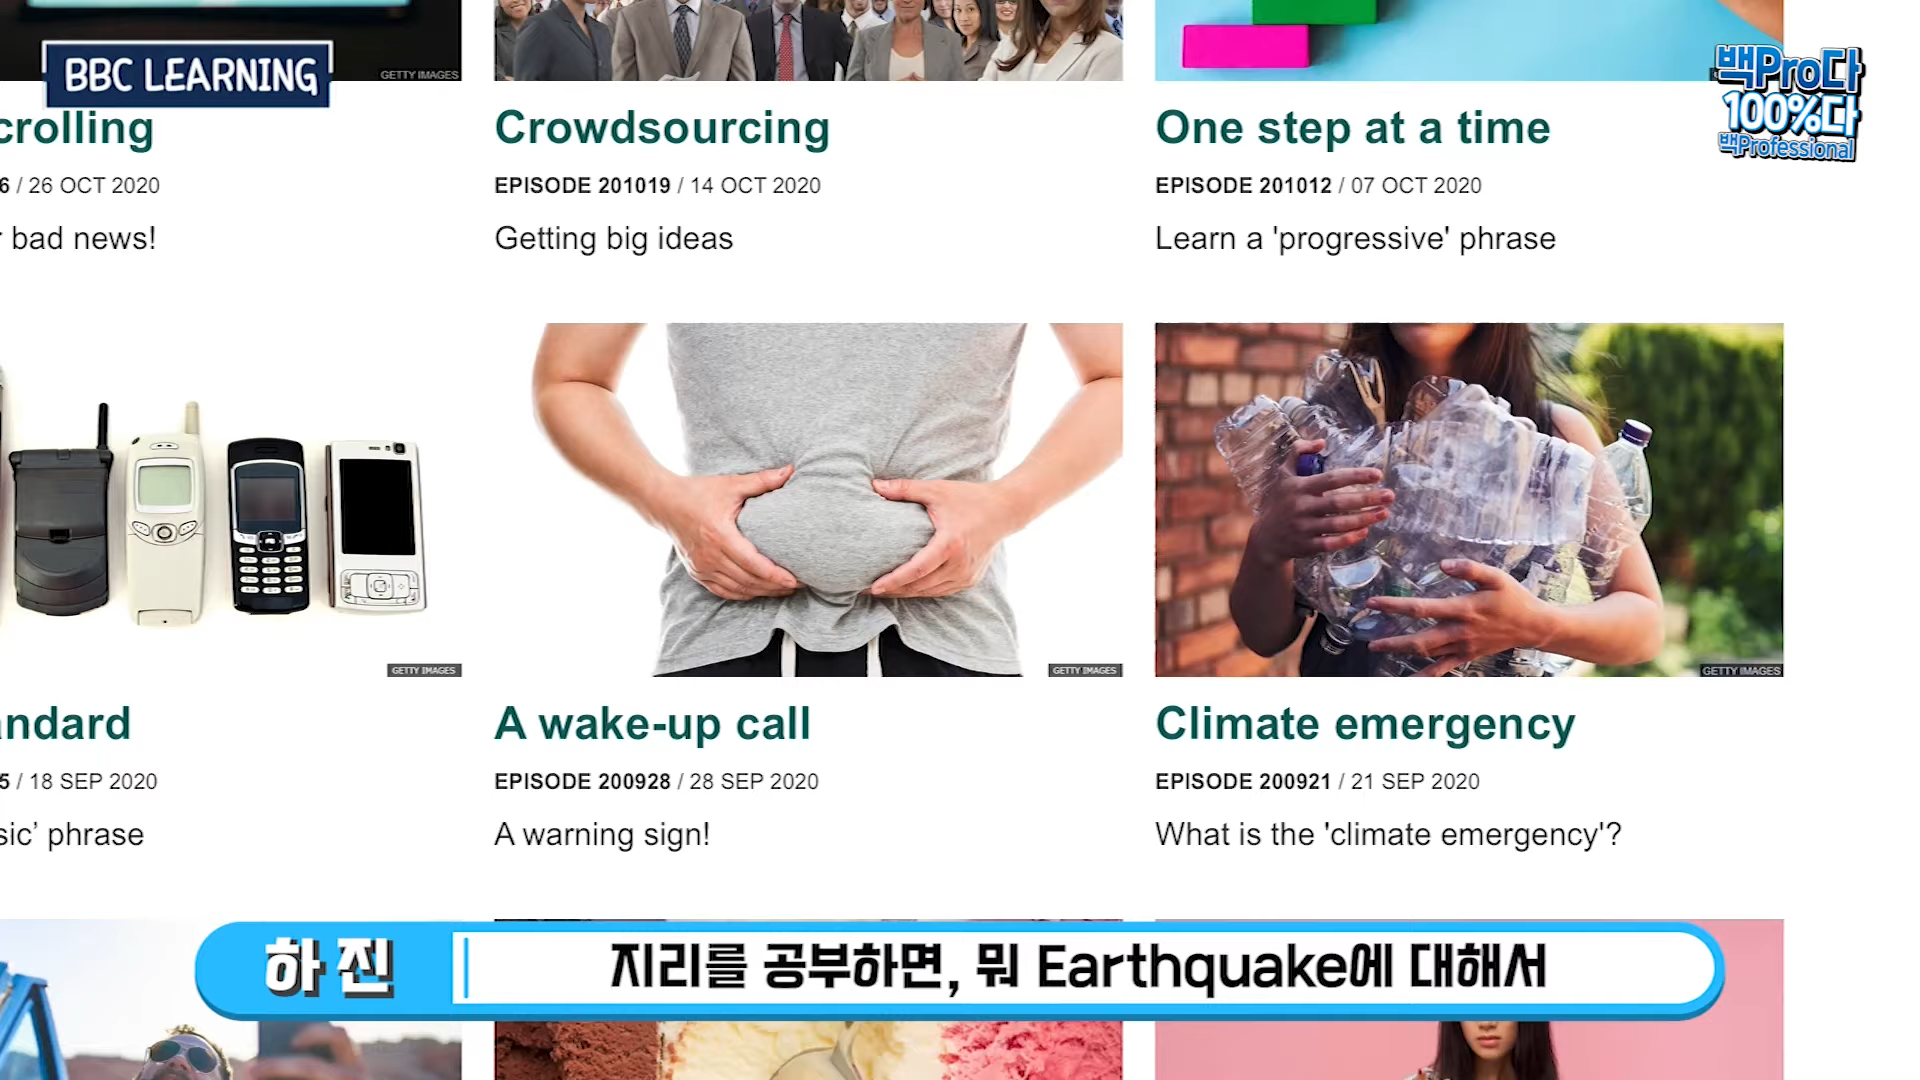 BBC LEARNING
GETTY IMAGES
백Pro다
100%다
백Professional
crolling
6 / 26 OCT 2020
bad news!
Crowdsourcing
EPISODE 201019 / 14 OCT 2020
Getting big ideas
One step at a time
EPISODE 201012 / 07 OCT 2020
Learn a 'progressive' phrase
GETTY IMAGES
GETTY IMAGES
GETTY IMAGES
andard
5 / 18 SEP 2020
sic’ phrase
A wake-up call
EPISODE 200928 / 28 SEP 2020
A warning sign!
Climate emergency
EPISODE 200921 / 21 SEP 2020
What is the 'climate emergency'?
하진
지리를 공부하면, 뭐 Earthquake에 대해서